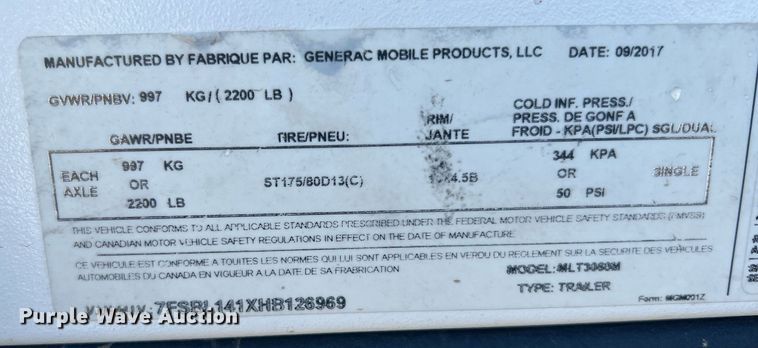 MANUFACTURED BY FABRIQUE PAR: GENERAC MOBILE PRODUCTS, LLC DATE: 09/2017
GVWR/PNBV: 997 KG / ( 2200 LB )
GAWR/PNBE TIRE/PNEU: RIM/ JANTE COLD INF. PRESS./ PRESS. DE GONF A FROID - KPA(PSI/LPC) SGL/DUAL
EACH AXLE 997 KG OR 2200 LB ST175/80D13(C) 344 KPA OR 50 PSI SINGLE
THIS VEHICLE CONFORMS TO ALL APPLICABLE STANDARDS PRESCRIBED UNDER THE FEDERAL MOTOR VEHICLE SAFETY STANDARDS (FMVSS)
AND CANADIAN MOTOR VEHICLE SAFETY REGULATIONS IN EFFECT ON THE DATE OF MANUFACTURE
CE VEHICULE EST CONFORME A TOUTES LES NORMES QUI LUI SONT APPLICABLES EN VERDU DU REGLEMENT SUR LA SECURITE DES VEHICULES
AUTOMOBILES DU CANADA EN VIGUEUR A LA DATE DE SA FRABRICATION
MODEL: MLT3060M
7FSBL141XHB126969
TYPE: TRAILER
Form:
Purple Wave Auction